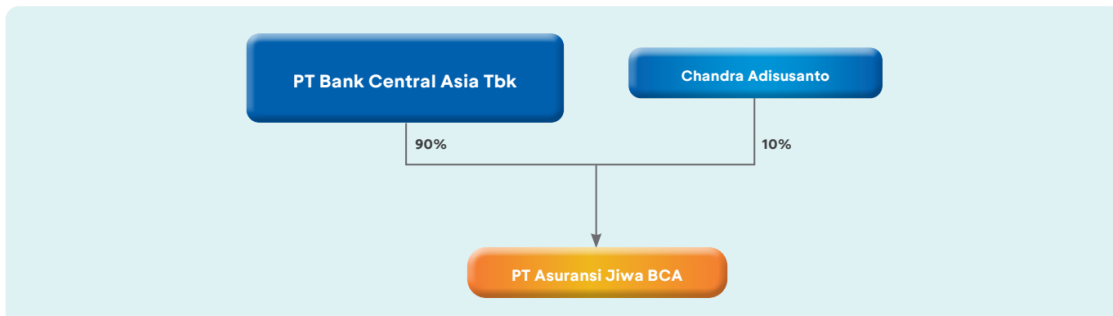 PT Bank Central Asia Tbk
Chandra Adisusanto
90%
10%
PT Asuransi Jiwa BCA